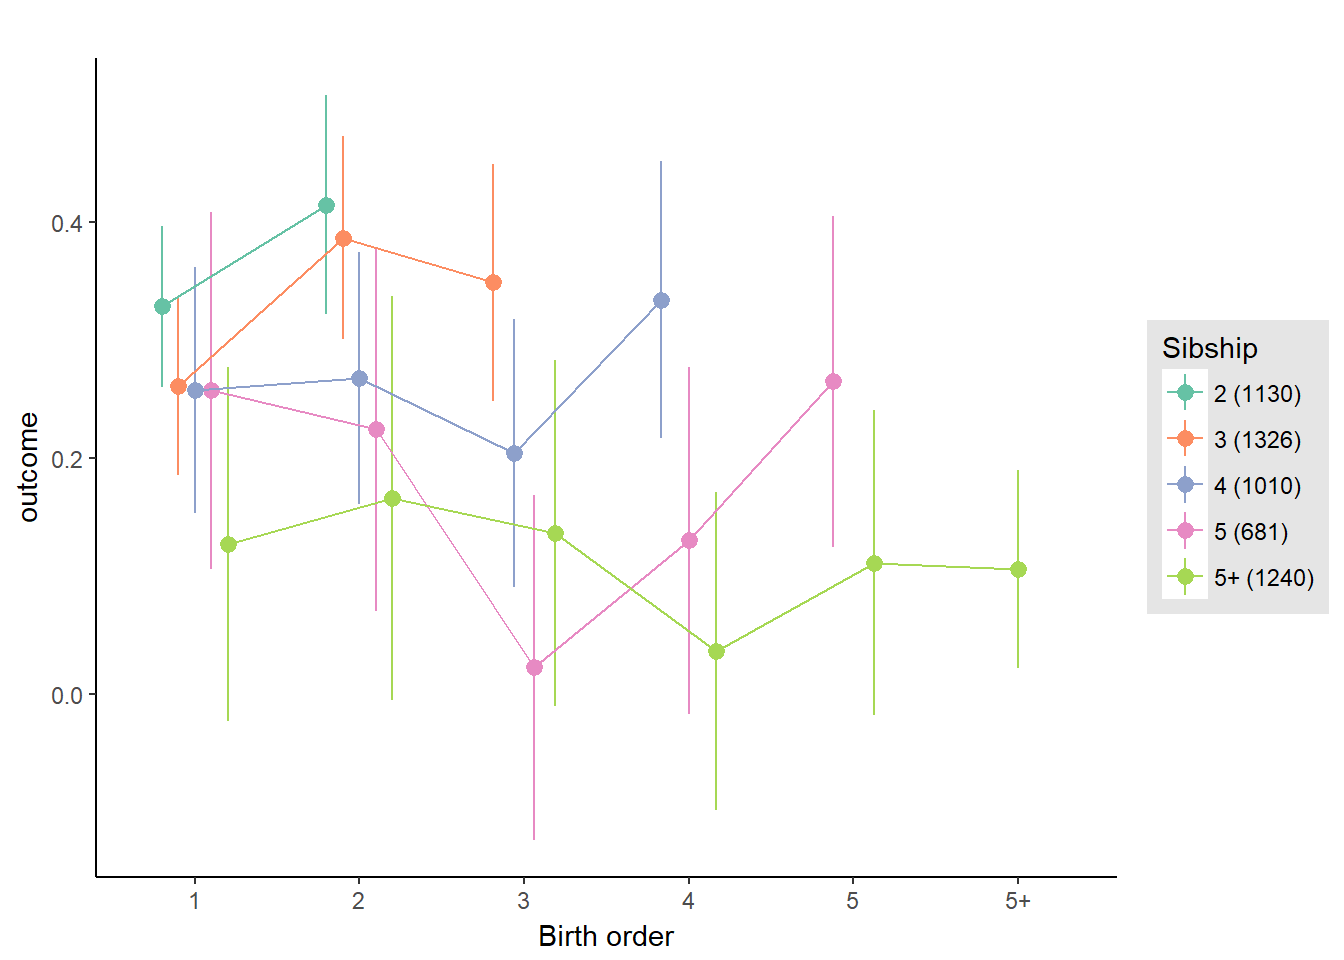 outcome
0.4
0.2
0.0
1 2 3 4 5 5+
Birth order
Sibship
2 (1130)
3 (1326)
4 (1010)
5 (681)
5+ (1240)